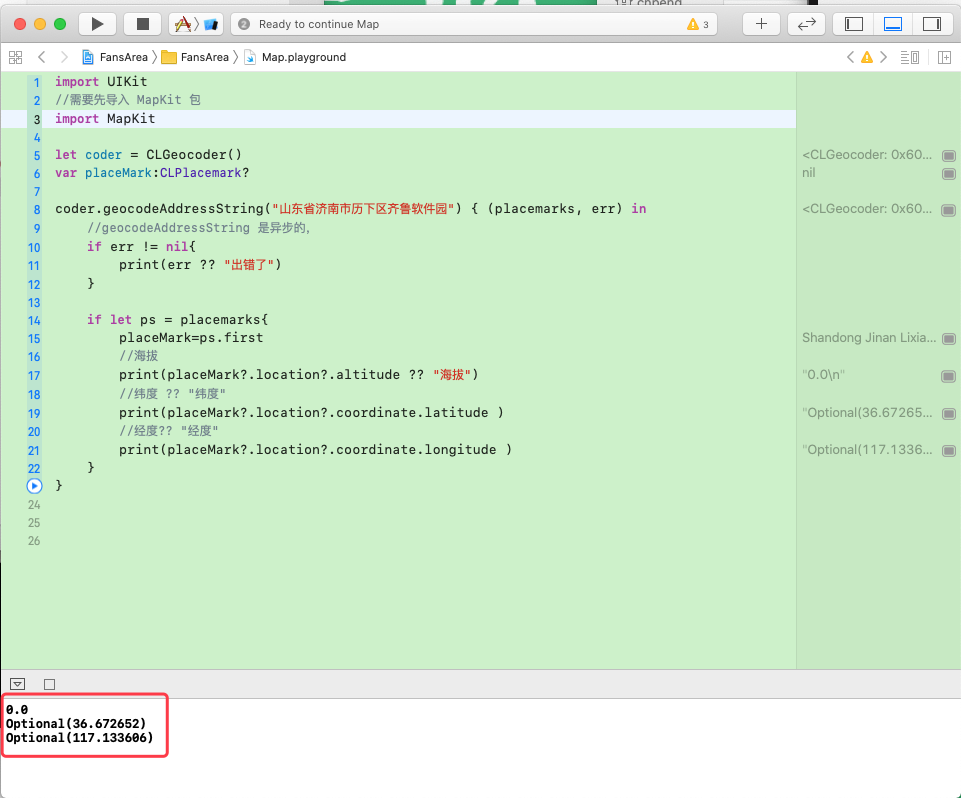 Ready to continue Map
3
FansArea
FansArea
Map.playground
1 import UIKit
2 //需要先导入 MapKit 包
3 import MapKit
4
5 let coder = CLGeocoder() <CLGeocoder: 0x60...
6 var placeMark:CLPlacemark? nil
7
8 coder.geocodeAddressString("山东省济南市历下区齐鲁软件园") { (placemarks, err) in <CLGeocoder: 0x60...
9 //geocodeAddressString 是异步的,
10 if err != nil{
11 print(err ?? "出错了")
12 }
13
14 if let ps = placemarks{
15 placeMark=ps.first Shandong Jinan Lixia...
16 //海拔
17 print(placeMark?.location?.altitude ?? "海拔") "0.0\n"
18 //纬度 ?? "纬度"
19 print(placeMark?.location?.coordinate.latitude ) "Optional(36.67265...
20 //经度?? "经度"
21 print(placeMark?.location?.coordinate.longitude ) "Optional(117.1336...
22 }
}
24
25
26
0.0
Optional(36.672652)
Optional(117.133606)